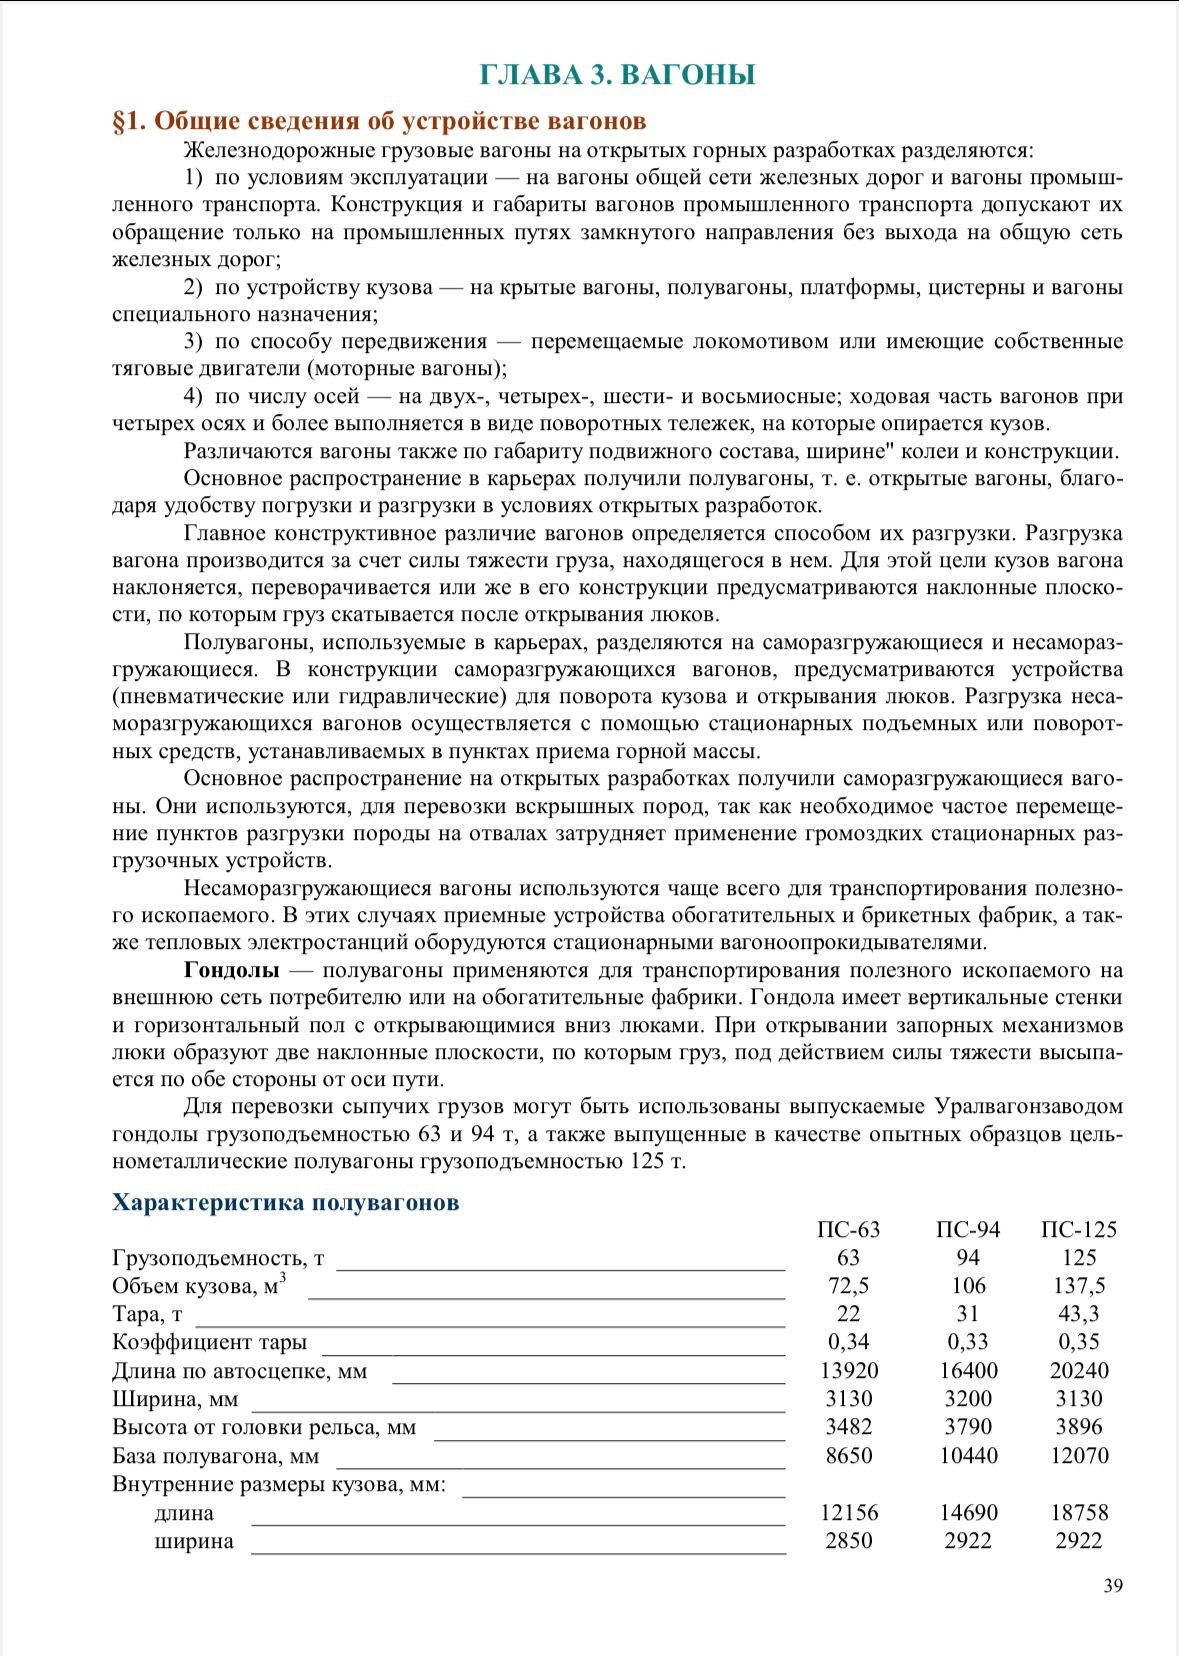 ГЛАВА 3. ВАГОНЫ
§1. Общие сведения об устройстве вагонов
Железнодорожные грузовые вагоны на открытых горных разработках разделяются:
1) по условиям эксплуатации — на вагоны общей сети железных дорог и вагоны промыш-
ленного транспорта. Конструкция и габариты вагонов промышленного транспорта допускают их
обращение только на промышленных путях замкнутого направления без выхода на общую сеть
железных дорог;
2) по устройству кузова — на крытые вагоны, полувагоны, платформы, цистерны и вагоны
специального назначения;
3) по способу передвижения — перемещаемые локомотивом или имеющие собственные
тяговые двигатели (моторные вагоны);
4) по числу осей — на двух-, четырех-, шести- и восьмиосные; ходовая часть вагонов при
четырех осях и более выполняется в виде поворотных тележек, на которые опирается кузов.
Различаются вагоны также по габариту подвижного состава, ширине" колеи и конструкции.
Основное распространение в карьерах получили полувагоны, т. е. открытые вагоны, благо-
даря удобству погрузки и разгрузки в условиях открытых разработок.
Главное конструктивное различие вагонов определяется способом их разгрузки. Разгрузка
вагона производится за счет силы тяжести груза, находящегося в нем. Для этой цели кузов вагона
наклоняется, переворачивается или же в его конструкции предусматриваются наклонные плоско-
сти, по которым груз скатывается после открывания люков.
Полувагоны, используемые в карьерах, разделяются на саморазгружающиеся и несамораз-
гружающиеся. В конструкции саморазгружающихся вагонов, предусматриваются устройства
(пневматические или гидравлические) для поворота кузова и открывания люков. Разгрузка неса-
моразгружающихся вагонов осуществляется с помощью стационарных подъемных или поворот-
ных средств, устанавливаемых в пунктах приема горной массы.
Основное распространение на открытых разработках получили саморазгружающиеся ваго-
ны. Они используются, для перевозки вскрышных пород, так как необходимое частое перемеще-
ние пунктов разгрузки породы на отвалах затрудняет применение громоздких стационарных раз-
грузочных устройств.
Несаморазгружающиеся вагоны используются чаще всего для транспортирования полезно-
го ископаемого. В этих случаях приемные устройства обогатительных и брикетных фабрик, а так-
же тепловых электростанций оборудуются стационарными вагоноопрокидывателями.
Гондолы — полувагоны применяются для транспортирования полезного ископаемого на
внешнюю сеть потребителю или на обогатительные фабрики. Гондола имеет вертикальные стенки
и горизонтальный пол с открывающимися вниз люками. При открывании запорных механизмов
люки образуют две наклонные плоскости, по которым груз, под действием силы тяжести высыпа-
ется по обе стороны от оси пути.
Для перевозки сыпучих грузов могут быть использованы выпускаемые Уралвагонзаводом
гондолы грузоподъемностью 63 и 94 т, а также выпущенные в качестве опытных образцов цель-
нометаллические полувагоны грузоподъемностью 125 т.
Характеристика полувагонов
ПС-63 ПС-94 ПС-125
Грузоподъемность, т 63 94 125
Объем кузова, м³ 72,5 106 137,5
Тара, т 22 31 43,3
Коэффициент тары 0,34 0,33 0,35
Длина по автосцепке, мм 13920 16400 20240
Ширина, мм 3130 3200 3130
Высота от головки рельса, мм 3482 3790 3896
База полувагона, мм 8650 10440 12070
Внутренние размеры кузова, мм:
длина 12156 14690 18758
ширина 2850 2922 2922
39